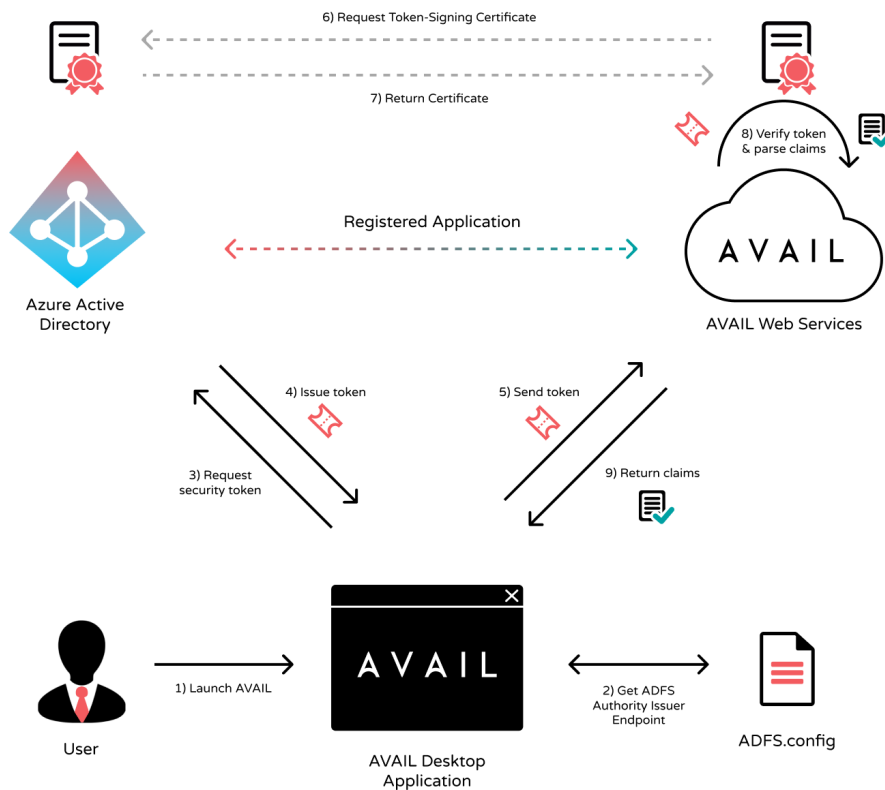 6) Request Token-Signing Certificate
7) Return Certificate
8) Verify token
& parse claims
Registered Application
AVAIL
Azure Active
Directory
AVAIL Web Services
4) Issue token
5) Send token
3) Request
security token
9) Return claims
AVAIL
1) Launch AVAIL
2) Get ADFS
Authority Issuer
Endpoint
User
ADFS.config
AVAIL Desktop
Application